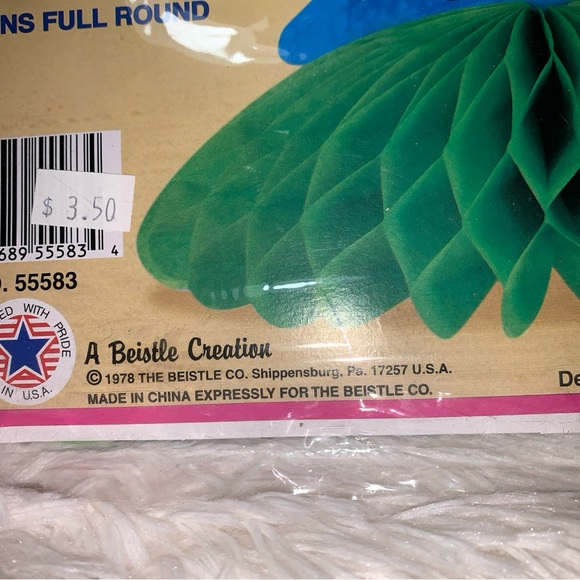 NS FULL ROUND
$ 3.50
689 55583 4
. 55583
ED WITH PRIDE
IN U.S.A.
A Beistle Creation
© 1978 THE BEISTLE CO. Shippensburg, Pa. 17257 U.S.A.
MADE IN CHINA EXPRESSLY FOR THE BEISTLE CO.
De